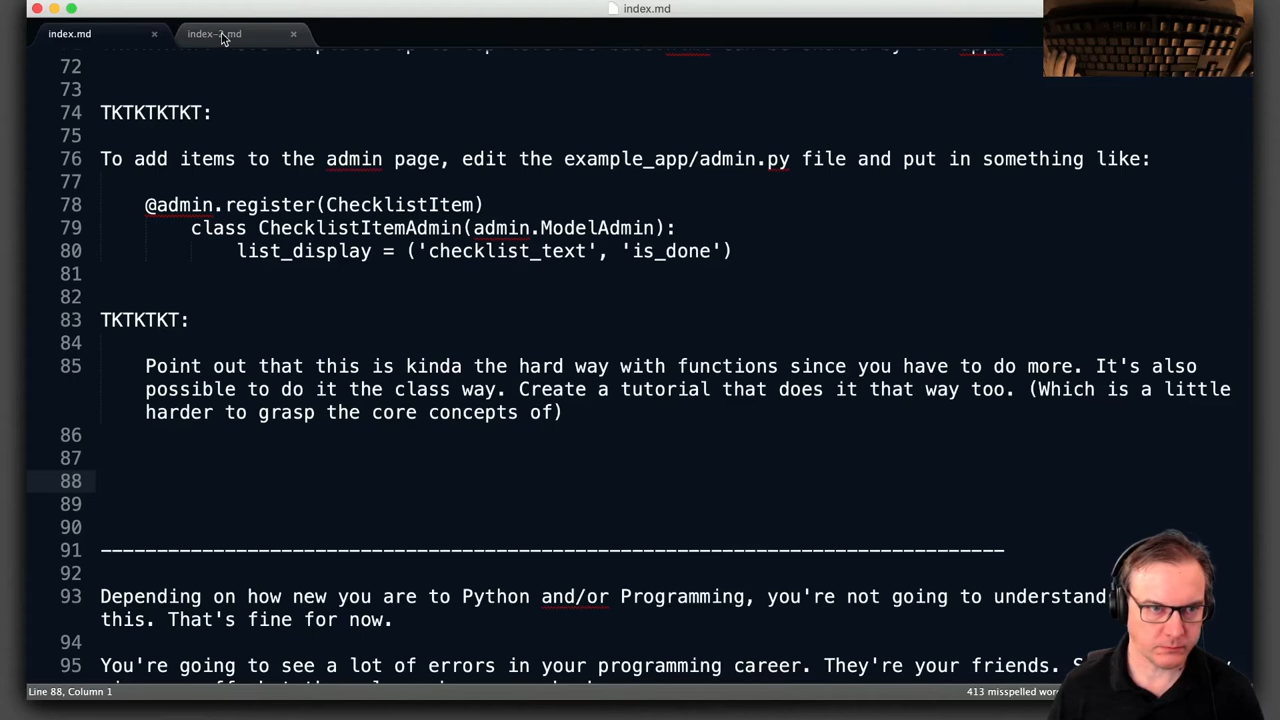 index.md
index.md
index-2.md
72
73
74 TKTKTKTKT:
75
76 To add items to the admin page, edit the example_app/admin.py file and put in something like:
77
78 @admin.register(ChecklistItem)
79 class ChecklistItemAdmin(admin.ModelAdmin):
80 list_display = ('checklist_text', 'is_done')
81
82
83 TKTKTKT:
84
85 Point out that this is kinda the hard way with functions since you have to do more. It's also
possible to do it the class way. Create a tutorial that does it that way too. (Which is a little
harder to grasp the core concepts of)
86
87
88
89
90
91 --------------------------------------------------------------------------------
92
93 Depending on how new you are to Python and/or Programming, you're not going to understand
this. That's fine for now.
94
95 You're going to see a lot of errors in your programming career. They're your friends.
Line 88, Column 1
413 misspelled